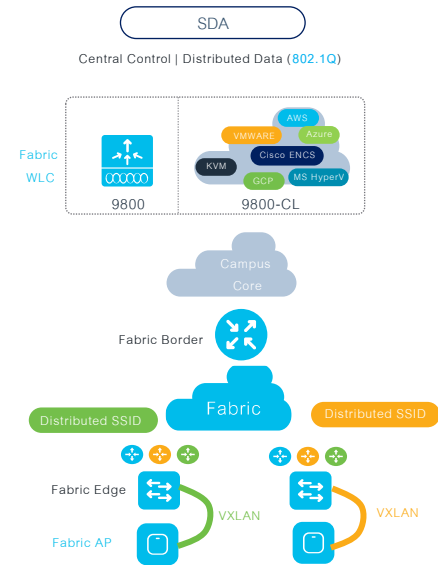 SDA
Central Control | Distributed Data (802.1Q)
Fabric
WLC
AWS
VMWARE
Azure
Cisco ENCS
KVM
GCP
MS HyperV
9800
9800-CL
Campus
Core
Fabric Border
Fabric
Distributed SSID
Distributed SSID
Fabric Edge
VXLAN
VXLAN
Fabric AP